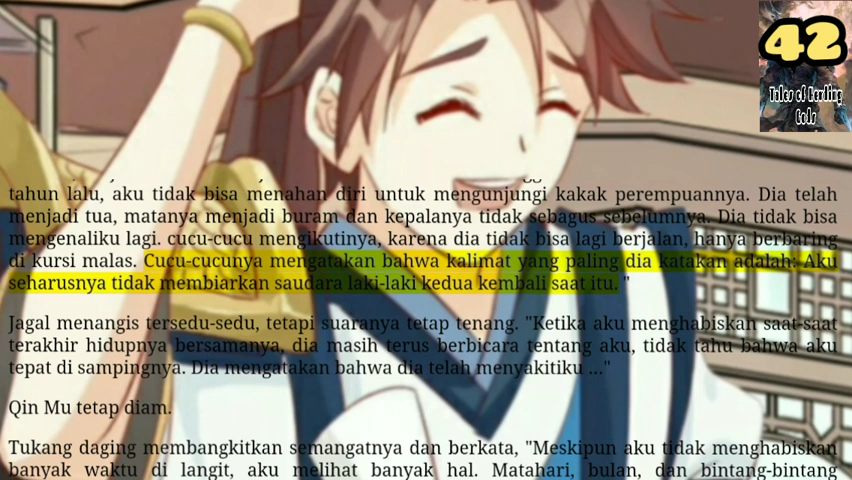 42
Tales of Herding
Gods
tahun lalu, aku tidak bisa menahan diri untuk mengunjungi kakak perempuannya. Dia telah
menjadi tua, matanya menjadi buram dan kepalanya tidak sebagus sebelumnya. Dia tidak bisa
mengenaliku lagi. cucu-cucu mengikutinya, karena dia tidak bisa lagi berjalan, hanya berbaring
di kursi malas. Cucu-cucunya mengatakan bahwa kalimat yang paling dia katakan adalah: Aku
seharusnya tidak membiarkan saudara laki-laki kedua kembali saat itu. "
Jagal menangis tersedu-sedu, tetapi suaranya tetap tenang. "Ketika aku menghabiskan saat-saat
terakhir hidupnya bersamanya, dia masih terus berbicara tentang aku, tidak tahu bahwa aku
tepat di sampingnya. Dia mengatakan bahwa dia telah menyakitiku ..."
Qin Mu tetap diam.
Tukang daging membangkitkan semangatnya dan berkata, "Meskipun aku tidak menghabiskan
banyak waktu di langit, aku melihat banyak hal. Matahari, bulan, dan bintang-bintang